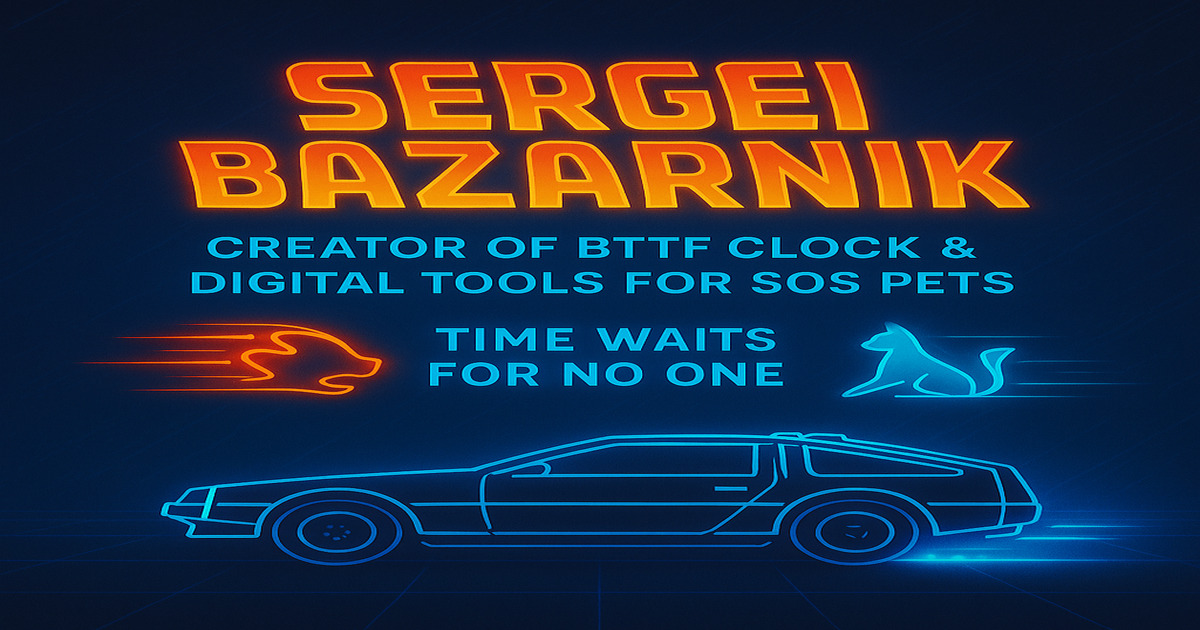 SERGEI
BAZARNIK
CREATOR OF BTTF CLOCK &
DIGITAL TOOLS FOR SOS PETS
TIME WAITS
FOR NO ONE